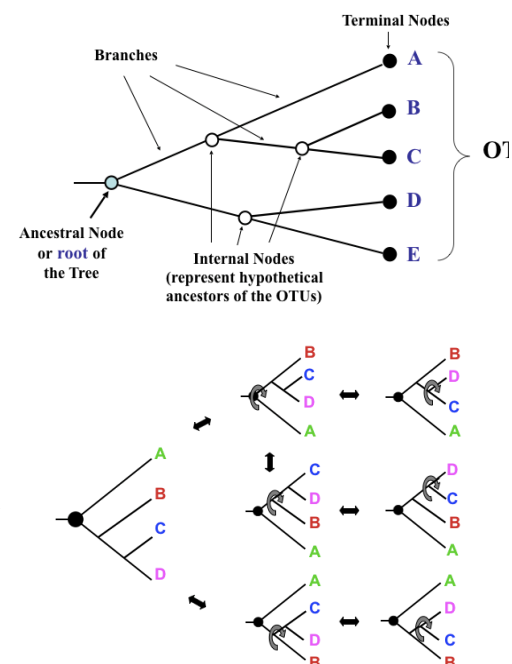 Terminal Nodes
Branches
A
B
C
D
E
OT
Ancestral Node
or root of
the Tree
Internal Nodes
(represent hypothetical
ancestors of the OTUs)
A
B
C
D
B
C
D
A
B
D
C
A
C
D
B
A
D
C
B
A
A
C
D
B
A
D
C
B